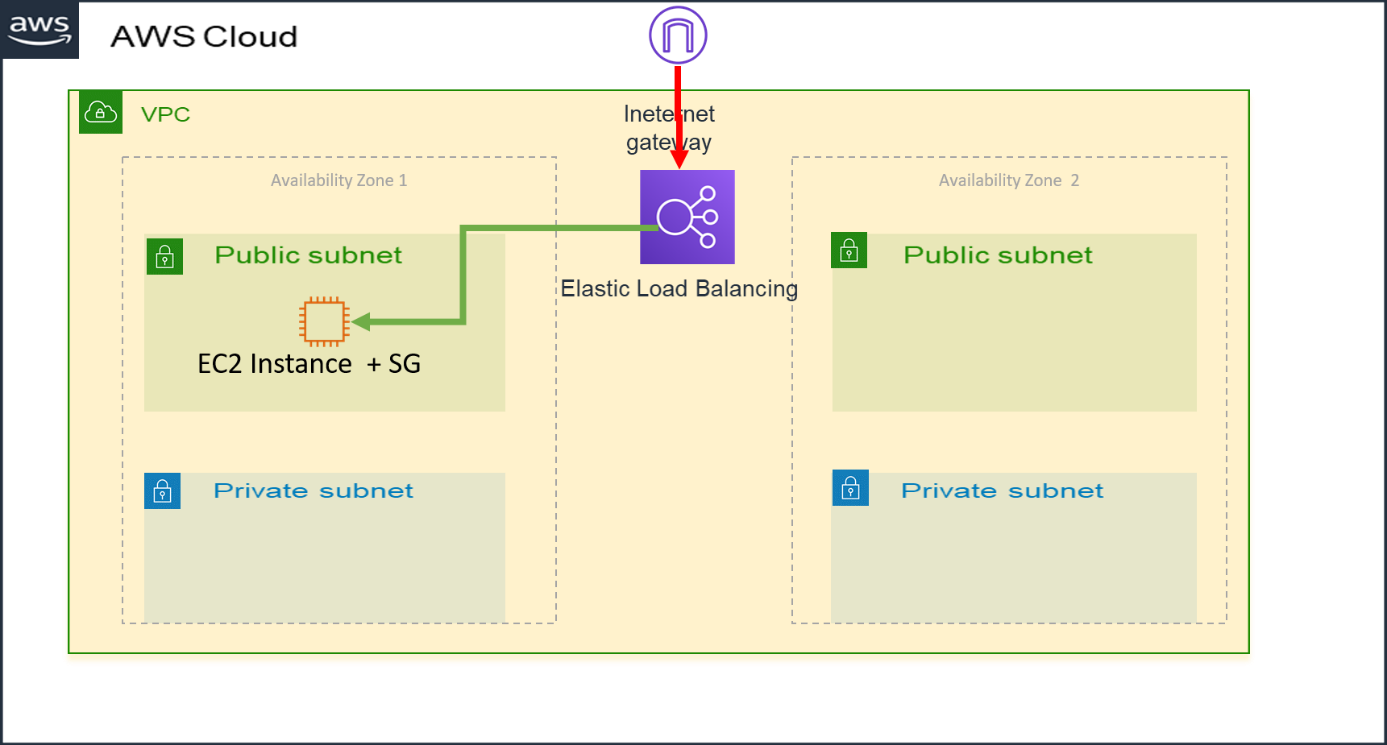 aws
AWS Cloud
VPC
Ineternet
gateway
Availability Zone 1
Availability Zone 2
Public subnet
Public subnet
Elastic Load Balancing
EC2 Instance + SG
Private subnet
Private subnet